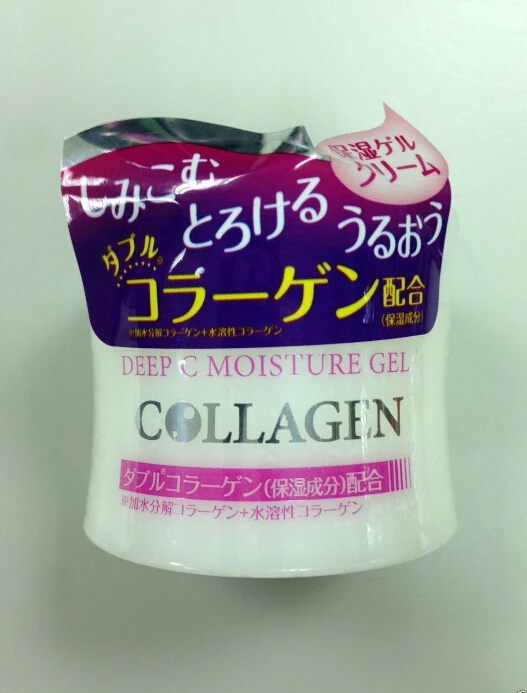 保湿ゲル
クリーム
しみこむ
とろける
うるおう
ダブル※
コラーゲン配合
(保湿成分)
※加水分解コラーゲン+水溶性コラーゲン
DEEP C MOISTURE GEL
COLLAGEN
ダブル※コラーゲン(保湿成分)配合
※加水分解コラーゲン+水溶性コラーゲン